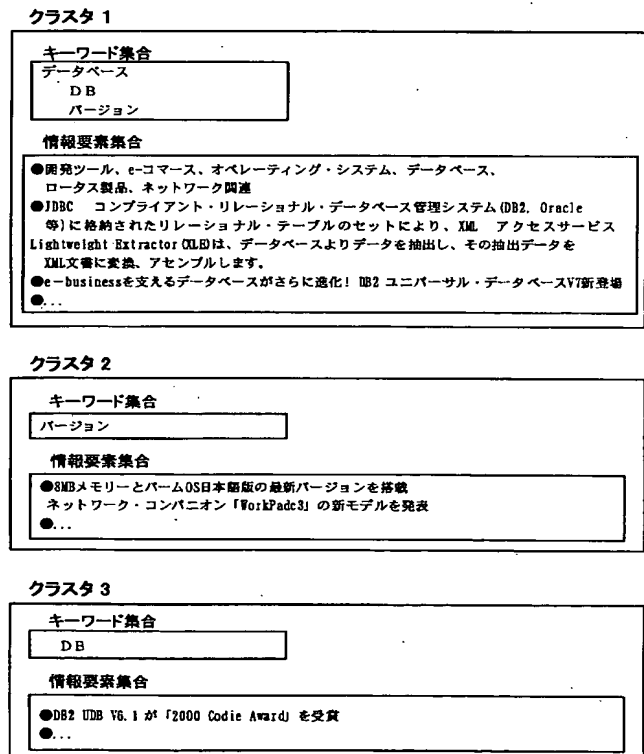 クラスタ 1
キーワード集合
データベース
DB
バージョン
情報要素集合
●開発ツール、e-コマース、オペレーティング・システム、データベース、
ロータス製品、ネットワーク関連
●JDBC コンプライアント・リレーショナル・データベース管理システム(DB2, Oracle
等)に格納されたリレーショナル・テーブルのセットにより、XML アクセスサービス
Lightweight Extractor(XLE)は、データベースよりデータを抽出し、その抽出データを
XML文書に変換、アセンブルします。
●e-businessを支えるデータベースがさらに進化! DB2 ユニバーサル・データベースV7新登場
●...
クラスタ 2
キーワード集合
バージョン
情報要素集合
●8MBメモリーとパームOS日本語版の最新バージョンを搭載
ネットワーク・コンパニオン「WorkPadc3」の新モデルを発表
●...
クラスタ 3
キーワード集合
DB
情報要素集合
●DB2 UDB V6.1 が「2000 Codie Award」を受賞
●...